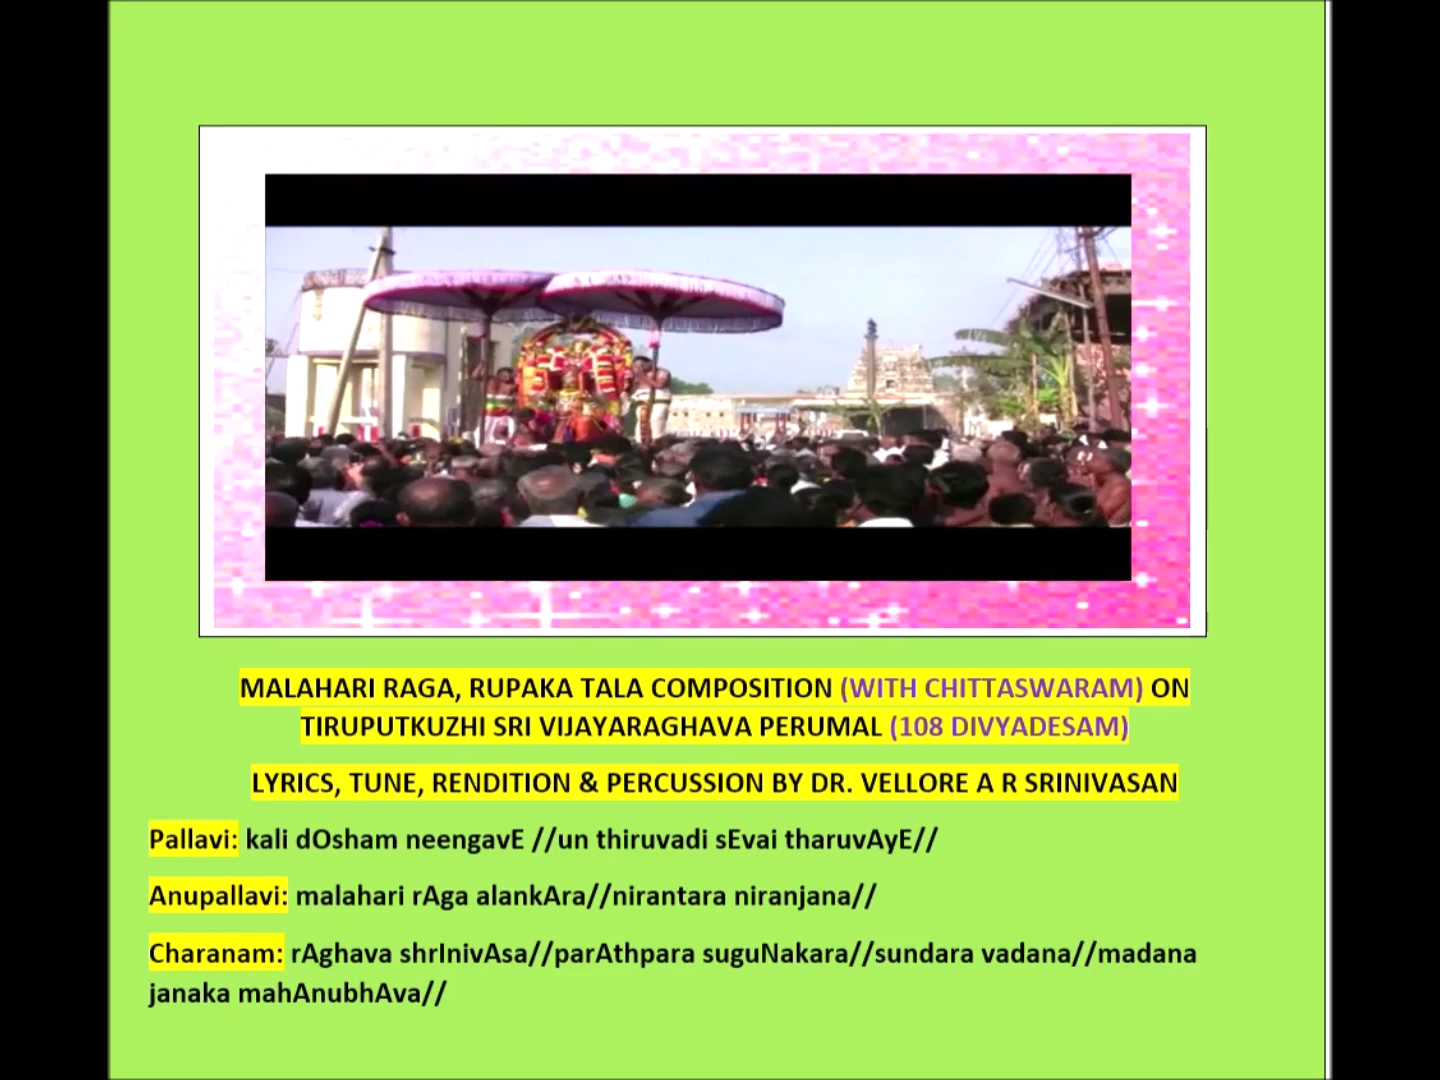 MALAHARI RAGA, RUPAKA TALA COMPOSITION (WITH CHITTASWARAM) ON
TIRUPUTKUZHI SRI VIJAYARAGHAVA PERUMAL (108 DIVYADESAM)
LYRICS, TUNE, RENDITION & PERCUSSION BY DR. VELLORE A R SRINIVASAN
Pallavi: kali dOsham neengavE //un thiruvadi sEvai tharuvAyE//
Anupallavi: malahari rAga alankAra//nirantara niranjana//
Charanam: rAghava shrInivAsa//parAthpara suguNakara//sundara vadana//madana
janaka mahAnubhAva//